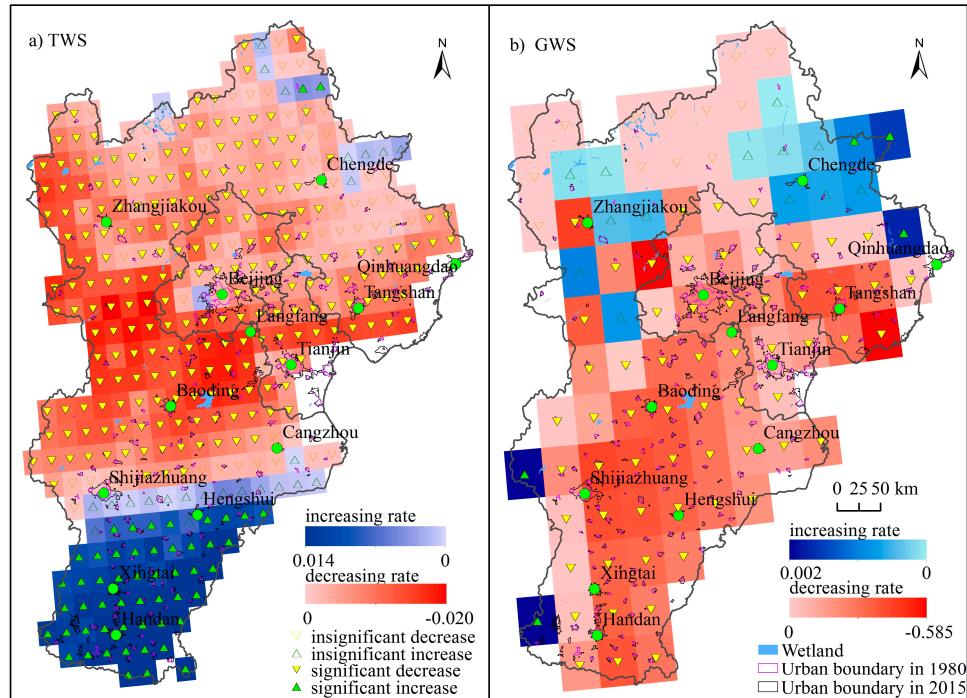 a) TWS
N
Chengde
Zhangjiakou
Qinhuangdao
Beijing
Tangshan
Langfang
Tianjin
Baoding
Cangzhou
Shijiazhuang
Hengshui
Xingtai
Handan
increasing rate
0.014 0
decreasing rate
0 -0.020
insignificant decrease
insignificant increase
significant decrease
significant increase
b) GWS
N
Chengde
Zhangjiakou
Qinhuangdao
Beijing
Tangshan
Langfang
Tianjin
Baoding
Cangzhou
Shijiazhuang
Hengshui
Xingtai
Handan
0 25 50 km
increasing rate
0.002 0
decreasing rate
0 -0.585
Wetland
Urban boundary in 1980
Urban boundary in 2015